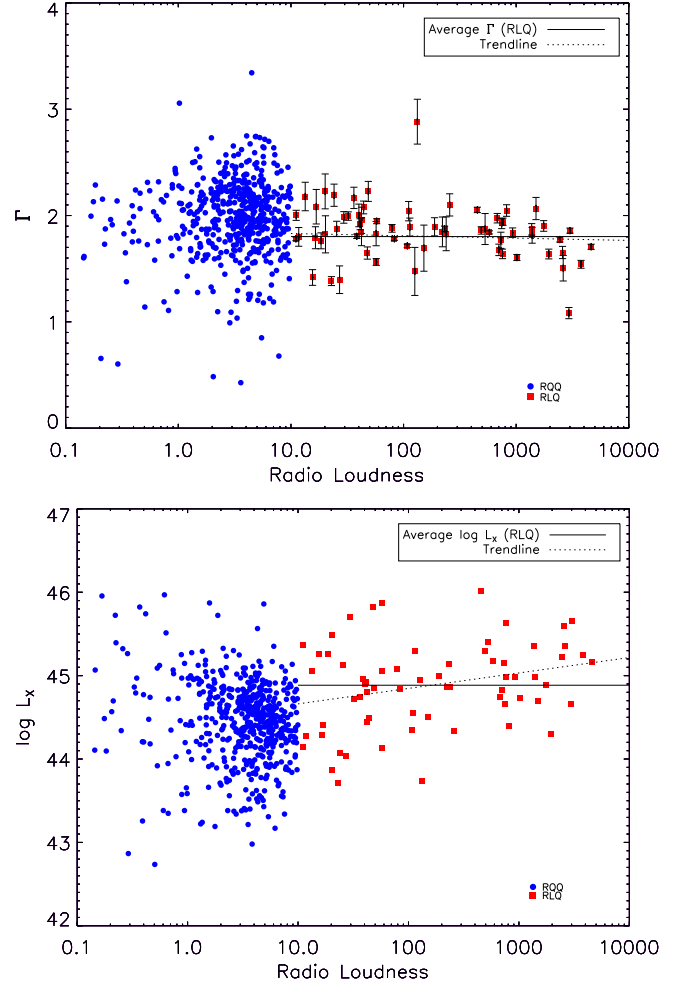 4
3
2
1
0
Γ
Average Γ (RLQ)
Trendline
RQQ
RLQ
0.1 1.0 10.0 100 1000 10000
Radio Loudness
47
46
45
44
43
42
log Lx
Average log Lx (RLQ)
Trendline
RQQ
RLQ
0.1 1.0 10.0 100 1000 10000
Radio Loudness